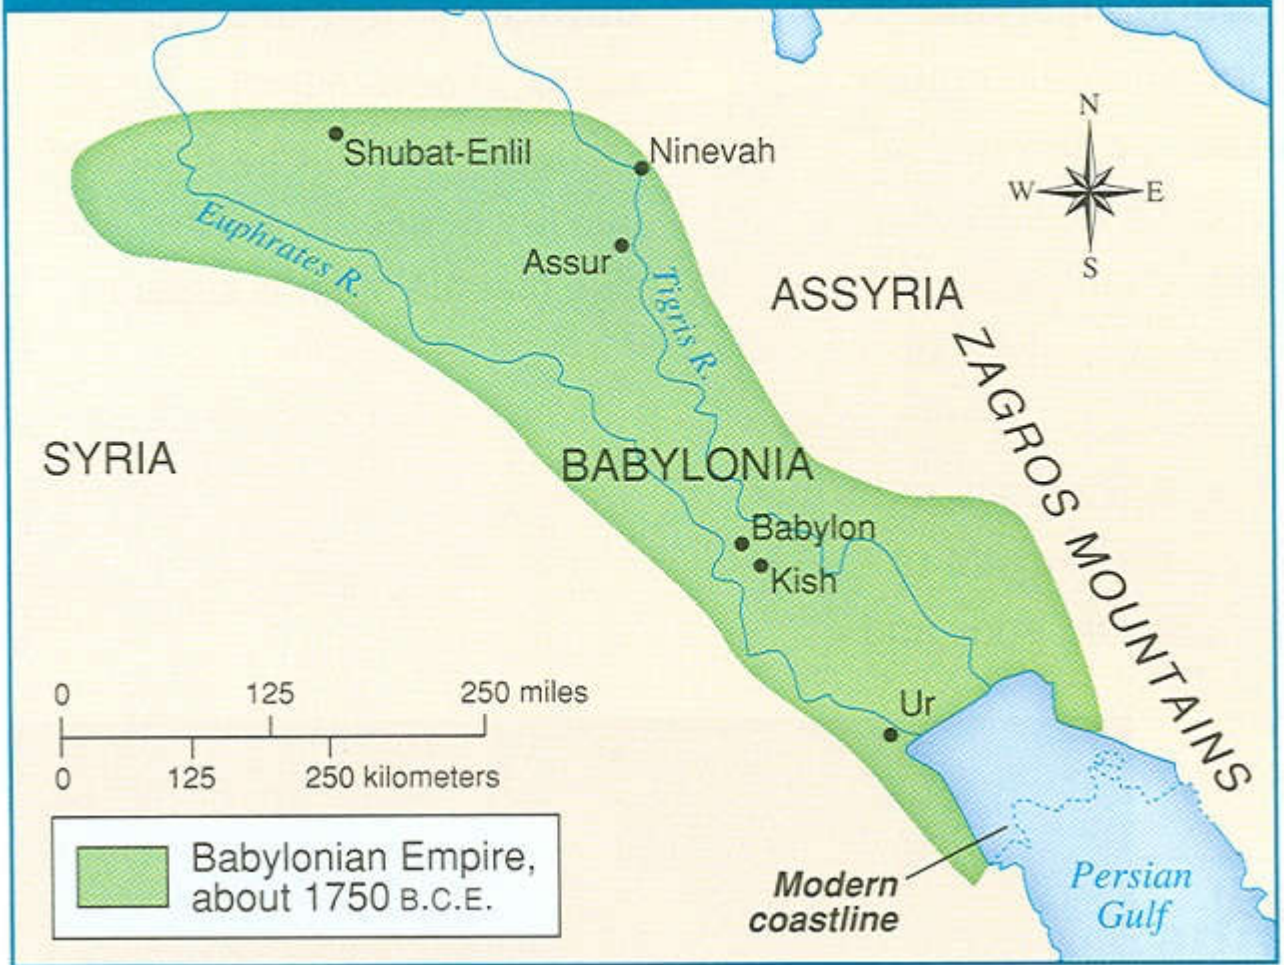 N
Shubat-Enlil
Ninevah
W
E
Euphrates R.
Assur
Tigris R.
S
ASSYRIA
ZAGROS MOUNTAINS
SYRIA
BABYLONIA
Babylon
Kish
0 125 250 miles
Ur
0 125 250 kilometers
Babylonian Empire,
about 1750 B.C.E.
Modern
coastline
Persian
Gulf